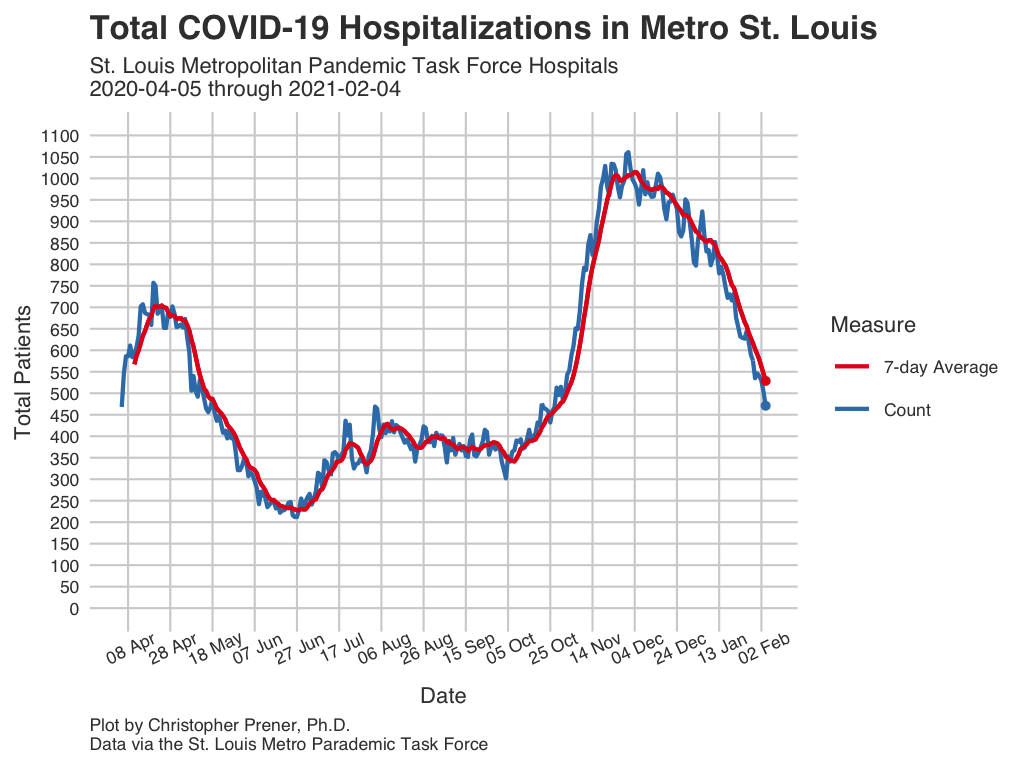 Total COVID-19 Hospitalizations in Metro St. Louis
St. Louis Metropolitan Pandemic Task Force Hospitals
2020-04-05 through 2021-02-04
1100
1050
1000
950
900
850
800
750
700
650
600
550
500
450
400
350
300
250
200
150
100
50
0
Total Patients
08 Apr
28 Apr
18 May
07 Jun
27 Jun
17 Jul
06 Aug
26 Aug
15 Sep
05 Oct
25 Oct
14 Nov
04 Dec
24 Dec
13 Jan
02 Feb
Date
Measure
7-day Average
Count
Plot by Christopher Prener, Ph.D.
Data via the St. Louis Metro Parademic Task Force